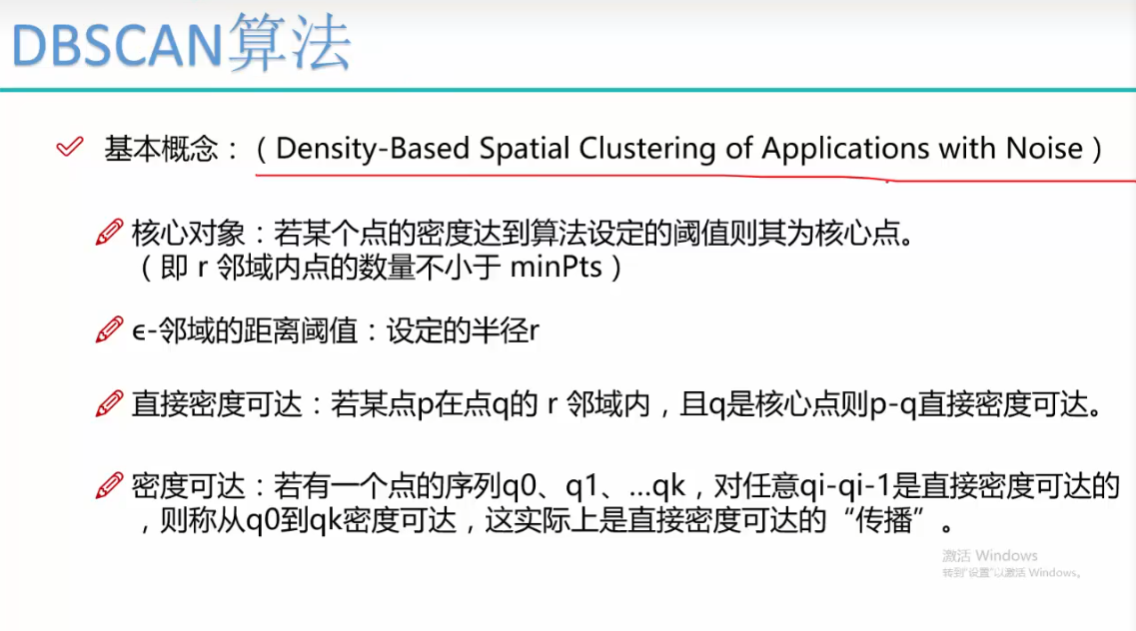 DBSCAN算法
基本概念：（Density-Based Spatial Clustering of Applications with Noise）
核心对象：若某个点的密度达到算法设定的阈值则其为核心点。
（即 r 邻域内点的数量不小于 minPts）
ϵ-邻域的距离阈值：设定的半径r
直接密度可达：若某点p在点q的 r 邻域内，且q是核心点则p-q直接密度可达。
密度可达：若有一个点的序列q0、q1、…qk，对任意qi-qi-1是直接密度可达的
，则称从q0到qk密度可达，这实际上是直接密度可达的“传播”。
激活 Windows
转到"设置"以激活 Windows。